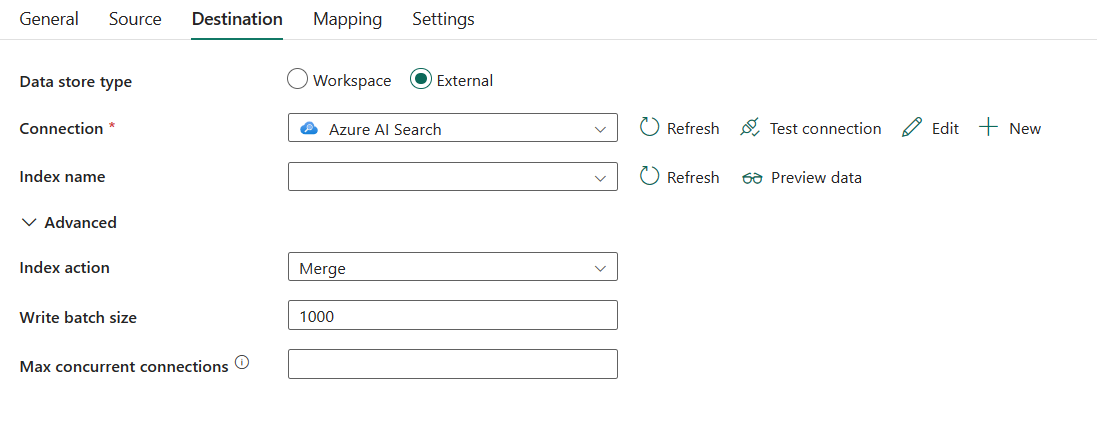 General Source Destination Mapping Settings
Data store type Workspace External
Connection * Azure AI Search Refresh Test connection Edit New
Index name Refresh Preview data
Advanced
Index action Merge
Write batch size 1000
Max concurrent connections